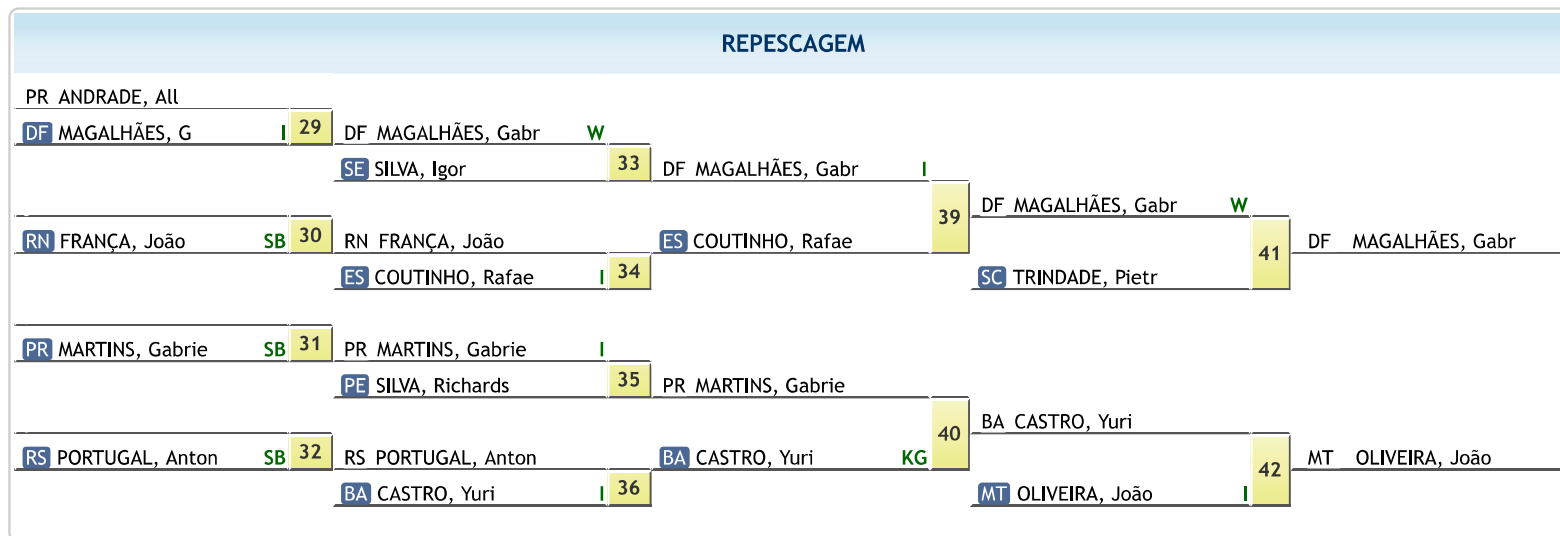 REPESCAGEM
PR ANDRADE, All
DF MAGALHÃES, G I 29 DF MAGALHÃES, Gabr W
SE SILVA, Igor 33 DF MAGALHÃES, Gabr I
39 DF MAGALHÃES, Gabr W
RN FRANÇA, João SB 30 RN FRANÇA, João ES COUTINHO, Rafae 41 DF MAGALHÃES, Gabr
ES COUTINHO, Rafae I 34 SC TRINDADE, Pietr
PR MARTINS, Gabrie SB 31 PR MARTINS, Gabrie I
PE SILVA, Richards 35 PR MARTINS, Gabrie
40 BA CASTRO, Yuri
RS PORTUGAL, Anton SB 32 RS PORTUGAL, Anton BA CASTRO, Yuri KG 42 MT OLIVEIRA, João
BA CASTRO, Yuri I 36 MT OLIVEIRA, João I